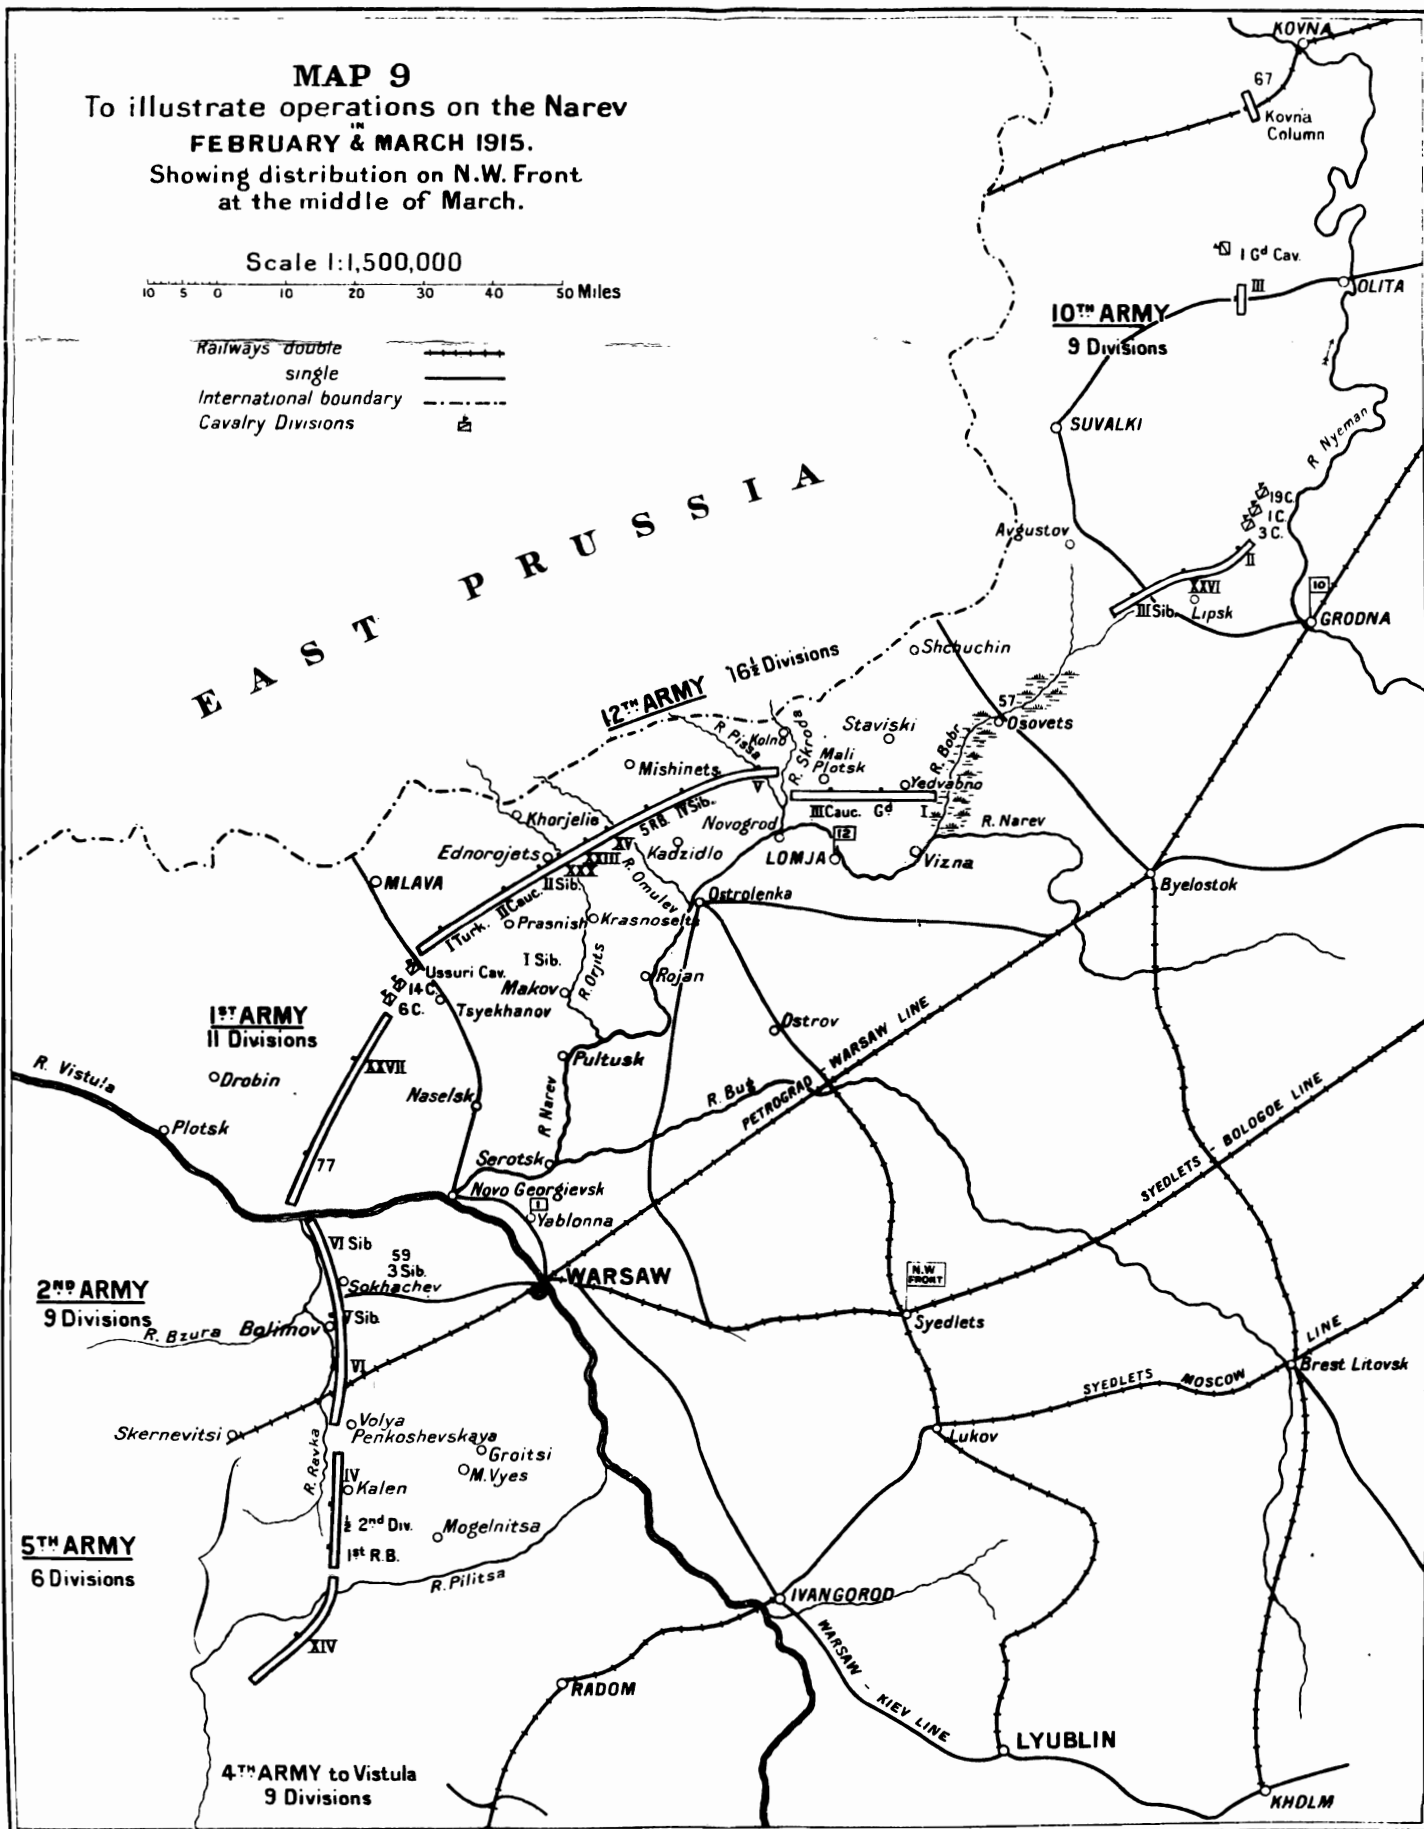 MAP 9
To illustrate operations on the Narev
IN
FEBRUARY & MARCH 1915.
Showing distribution on N.W. Front
at the middle of March.
Scale 1:1,500,000
10 5 0 10 20 30 40 50 Miles
Railways double
single
International boundary
Cavalry Divisions
KOVNA
67
Kovna
Column
1 Gd Cav.
III
OLITA
10TH ARMY
9 Divisions
SUVALKI
R Nyeman
19C.
1C.
3C.
Avgustov
II
XXVI
III Sib.
Lipsk
10
GRODNA
EAST PRUSSIA
Shchuchin
12TH ARMY 16½ Divisions
57
Osovets
Staviski
R. Bobr
R. Pissa
Kolno
R. Skroda
Mali
Plotsk
Mishinets
Yedvabno
V
IV Sib.
5 R.B.
III Cauc. Gd I
R. Narev
Khorjelie
Novogrod
12
XV
XXIII
XXX
Kadzidlo
LOMJA
Vizna
Ednorojets
R. Omulev
MLAVA
II Sib.
II Cauc.
I Turk.
Ostrolenka
Byelostok
Prasnish
Krasnoselts
I Sib.
R. Orjits
Rojan
Ussuri Cav.
14 C.
6 C.
Makov
Tsyekhanov
1ST ARMY
11 Divisions
Ostrov
R. Vistula
Drobin
XXVII
Pultusk
PETROGRAD - WARSAW LINE
Naselsk
R Narev
R. Bug
Plotsk
77
Serotsk
SYEDLETS - BOLOGOE LINE
Novo Georgievsk
1
Yablonna
VI Sib
59
3 Sib.
Sokhachev
WARSAW
N.W
FRONT
2ND ARMY
9 Divisions
R. Bzura
Bolimov
V Sib.
Syedlets
VI
Brest Litovsk
SYEDLETS MOSCOW LINE
Skernevitsi
Volya
Penkoshevskaya
Groitsi
Lukov
R. Ravka
IV
Kalen
M.Vyes
½ 2nd Div.
Mogelnitsa
5TH ARMY
6 Divisions
1st R.B.
R. Pilitsa
IVANGOROD
XIV
WARSAW - KIEV LINE
RADOM
LYUBLIN
4TH ARMY to Vistula
9 Divisions
KHOLM